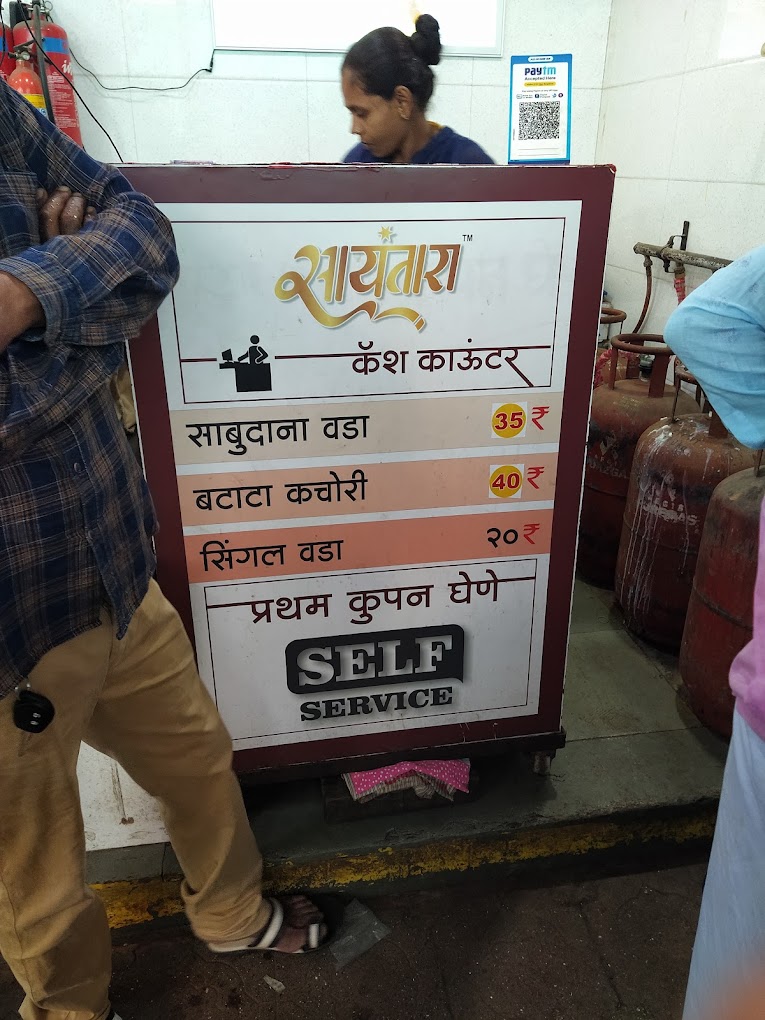 paytm
Accepted Here
सायंतारा TM
कॅश काऊंटर
साबुदाना वडा 35 ₹
बटाटा कचोरी 40 ₹
सिंगल वडा २० ₹
प्रथम कुपन घेणे
SELF
SERVICE